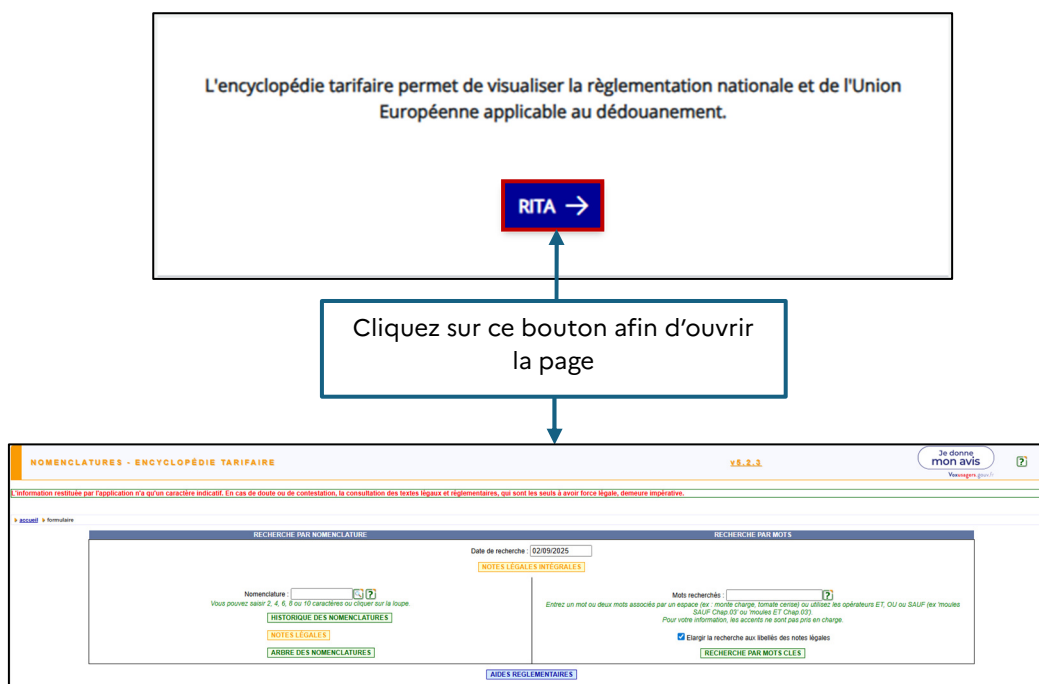 L'encyclopédie tarifaire permet de visualiser la règlementation nationale et de l'Union
Européenne applicable au dédouanement.
RITA →
Cliquez sur ce bouton afin d'ouvrir
la page
NOMENCLATURES - ENCYCLOPÉDIE TARIFAIRE
v5.2.3
Je donne
mon avis
Voxusagers.gouv.fr
?
L'information restituée par l'application n'a qu'un caractère indicatif. En cas de doute ou de contestation, la consultation des textes légaux et réglementaires, qui sont les seuls à avoir force légale, demeure impérative.
accueil formulaire
RECHERCHE PAR NOMENCLATURE
RECHERCHE PAR MOTS
Date de recherche : 02/09/2025
NOTES LÉGALES INTÉGRALES
Nomenclature : ?
Vous pouvez saisir 2, 4, 6, 8 ou 10 caractères ou cliquer sur la loupe.
HISTORIQUE DES NOMENCLATURES
NOTES LÉGALES
ARBRE DES NOMENCLATURES
Mots recherchés : ?
Entrez un mot ou deux mots associés par un espace (ex : monte charge, tomate cerise) ou utilisez les opérateurs ET, OU ou SAUF (ex 'moules
SAUF Chap 03' ou 'moules ET Chap 03').
Pour votre information, les accents ne sont pas pris en charge.
Elargir la recherche aux libellés des notes légales
RECHERCHE PAR MOTS CLES
AIDES REGLEMENTAIRES